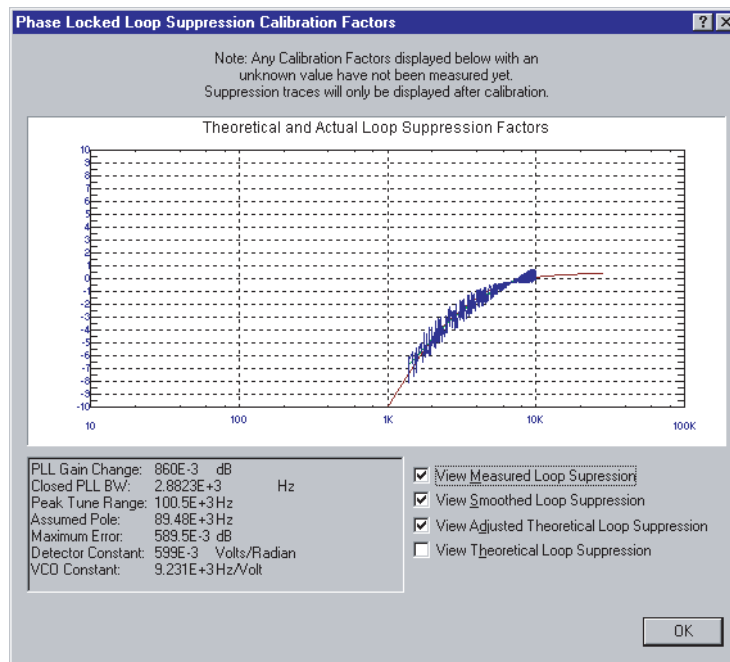 Phase Locked Loop Suppression Calibration Factors
Note: Any Calibration Factors displayed below with an
unknown value have not been measured yet.
Suppression traces will only be displayed after calibration.
Theoretical and Actual Loop Suppression Factors
10
9
8
7
6
5
4
3
2
1
0
-1
-2
-3
-4
-5
-6
-7
-8
-9
-10
10 100 1K 10K 100K
PLL Gain Change: 860E-3 dB
Closed PLL BW: 2.8823E+3 Hz
Peak Tune Range: 100.5E+3 Hz
Assumed Pole: 89.48E+3 Hz
Maximum Error: 589.5E-3 dB
Detector Constant: 599E-3 Volts/Radian
VCO Constant: 9.231E+3 Hz/Volt
View Measured Loop Supression
View Smoothed Loop Suppression
View Adjusted Theoretical Loop Suppression
View Theoretical Loop Suppression
OK